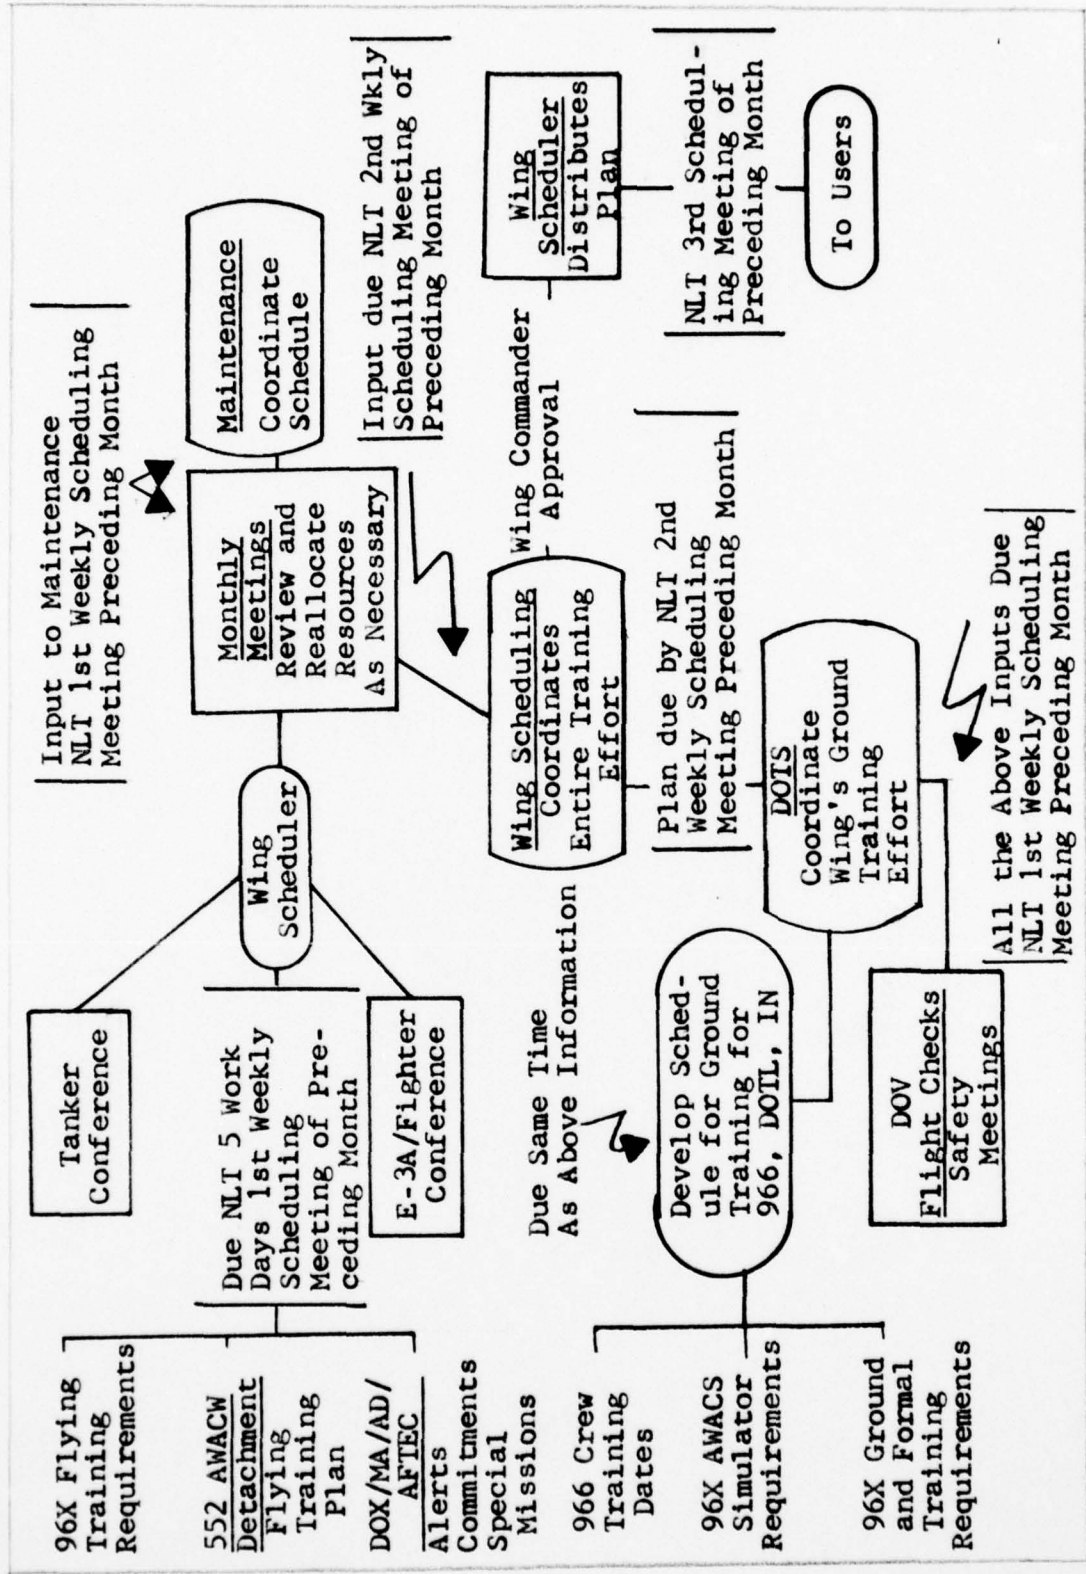 96X Flying
Training
Requirements
552 AWACW
Detachment
Flying
Training
Plan
DOX/MA/AD/
AFTEC
Alerts
Commitments
Special
Missions
966 Crew
Training
Dates
96X AWACS
Simulator
Requirements
96X Ground
and Formal
Training
Requirements
Tanker
Conference
Due NLT 5 Work
Days 1st Weekly
Scheduling
Meeting of Pre-
ceding Month
E-3A/Fighter
Conference
Wing
Scheduler
Input to Maintenance
NLT 1st Weekly Scheduling
Meeting Preceding Month
Monthly
Meetings
Review and
Reallocate
Resources
As Necessary
Maintenance
Coordinate
Schedule
Input due NLT 2nd Wkly
Scheduling Meeting of
Preceding Month
Wing Scheduling
Coordinates
Entire Training
Effort
Wing Commander
Approval
Wing
Scheduler
Distributes
Plan
NLT 3rd Schedul-
ing Meeting of
Preceding Month
To Users
Plan due by NLT 2nd
Weekly Scheduling
Meeting Preceding Month
Due Same Time
As Above Information
Develop Sched-
ule for Ground
Training for
966, DOTL, IN
DOTS
Coordinate
Wing's Ground
Training
Effort
DOV
Flight Checks
Safety
Meetings
All the Above Inputs Due
NLT 1st Weekly Scheduling
Meeting Preceding Month